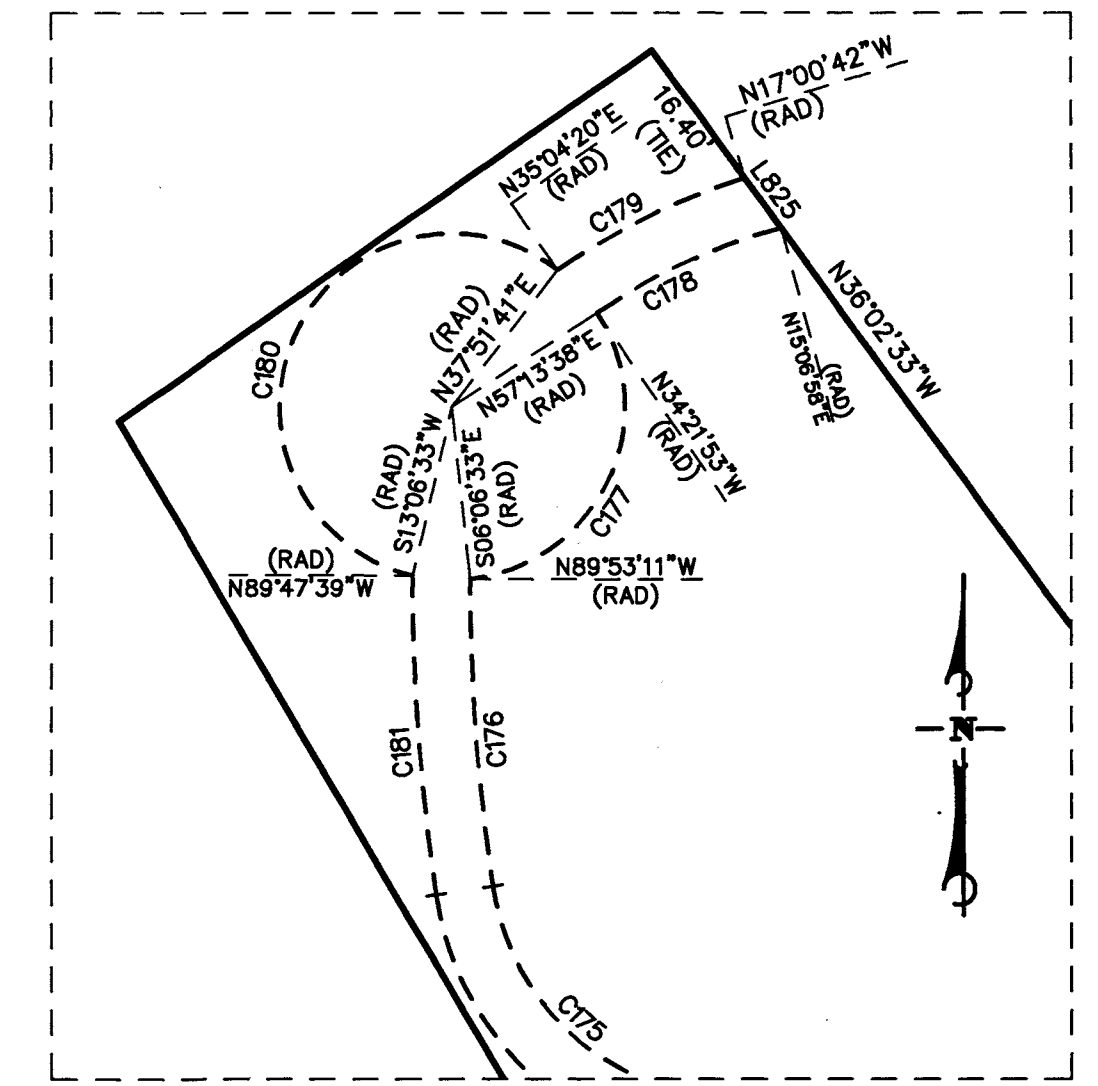 N17°00'42"W
(RAD)
16.40'
(TIE)
N35°04'20"E
(RAD)
L825
C179
C178
N36°02'33"W
(RAD)
N37°51'41"E
N57°13'38"E
(RAD)
N15°06'58"E
(RAD)
N34°21'53"W
(RAD)
C180
(RAD)
S13°06'33"W
S06°06'33"E
(RAD)
C177
(RAD)
N89°47'39"W
N89°53'11"W
(RAD)
C181
C176
N
C175